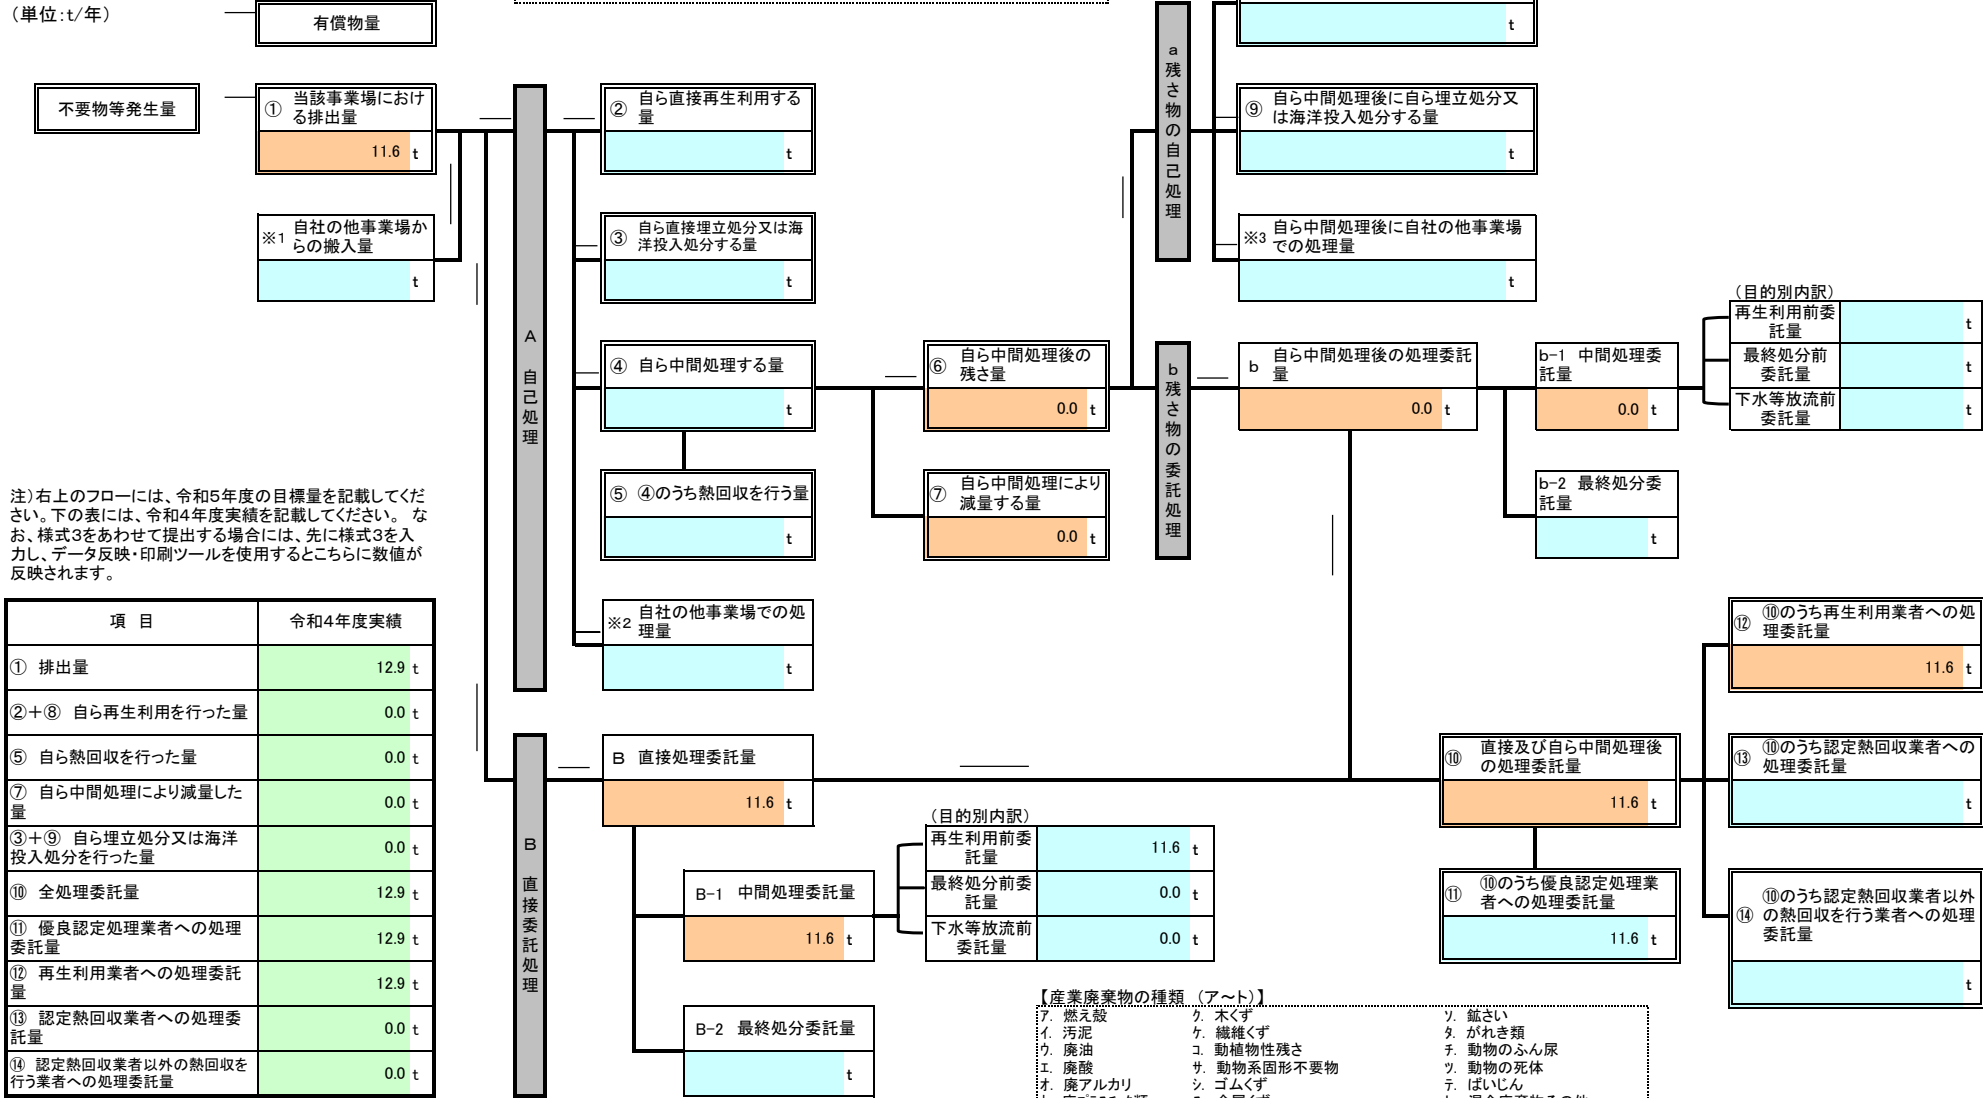 （単位：t／年）
有償物量
t
不要物等発生量
① 当該事業場におけ
る排出量
11.6 t
※1 自社の他事業場か
らの搬入量
t
A 自己処理
② 自ら直接再生利用する
量
t
③ 自ら直接埋立処分又は海
洋投入処分する量
t
④ 自ら中間処理する量
t
⑤ ④のうち熱回収を行う量
t
※2 自社の他事業場での処
理量
t
⑥ 自ら中間処理後の
残さ量
0.0 t
⑦ 自ら中間処理により
減量する量
0.0 t
a 残さ物の自己処理
⑨ 自ら中間処理後に自ら埋立処分又
は海洋投入処分する量
t
※3 自ら中間処理後に自社の他事業場
での処理量
t
b 残さ物の委託処理
b 自ら中間処理後の処理委託
量
0.0 t
b-1 中間処理委
託量
0.0 t
b-2 最終処分委
託量
t
（目的別内訳）
再生利用前委
託量
t
最終処分前
委託量
t
下水等放流前
委託量
t
注）右上のフローには、令和5年度の目標量を記載してくだ
さい。下の表には、令和4年度実績を記載してください。 な
お、様式3をあわせて提出する場合には、先に様式3を入
力し、データ反映・印刷ツールを使用するとこちらに数値が
反映されます。
項 目 令和4年度実績
① 排出量 12.9 t
②＋⑧ 自ら再生利用を行った量 0.0 t
⑤ 自ら熱回収を行った量 0.0 t
⑦ 自ら中間処理により減量した
量 0.0 t
③＋⑨ 自ら埋立処分又は海洋
投入処分を行った量 0.0 t
⑩ 全処理委託量 12.9 t
⑪ 優良認定処理業者への処理
委託量 12.9 t
⑫ 再生利用業者への処理委託
量 12.9 t
⑬ 認定熱回収業者への処理委
託量 0.0 t
⑭ 認定熱回収業者以外の熱回収を
行う業者への処理委託量 0.0 t
B 直接委託処理
B 直接処理委託量
11.6 t
B-1 中間処理委託量
11.6 t
B-2 最終処分委託量
t
（目的別内訳）
再生利用前委
託量
11.6 t
最終処分前委
託量
0.0 t
下水等放流前
委託量
0.0 t
⑩ 直接及び自ら中間処理後
の処理委託量
11.6 t
⑪ ⑩のうち優良認定処理業
者への処理委託量
11.6 t
⑫ ⑩のうち再生利用業者への処
理委託量
11.6 t
⑬ ⑩のうち認定熱回収業者への
処理委託量
t
⑭ ⑩のうち認定熱回収業者以外
の熱回収を行う業者への処理
委託量
t
【産業廃棄物の種類 （ア～ト）】
ア. 燃え殻 ク. 木くず ソ. 鉱さい
イ. 汚泥 ケ. 繊維くず タ. がれき類
ウ. 廃油 コ. 動植物性残さ チ. 動物のふん尿
エ. 廃酸 サ. 動物系固形不要物 ツ. 動物の死体
オ. 廃アルカリ シ. ゴムくず テ. ばいじん